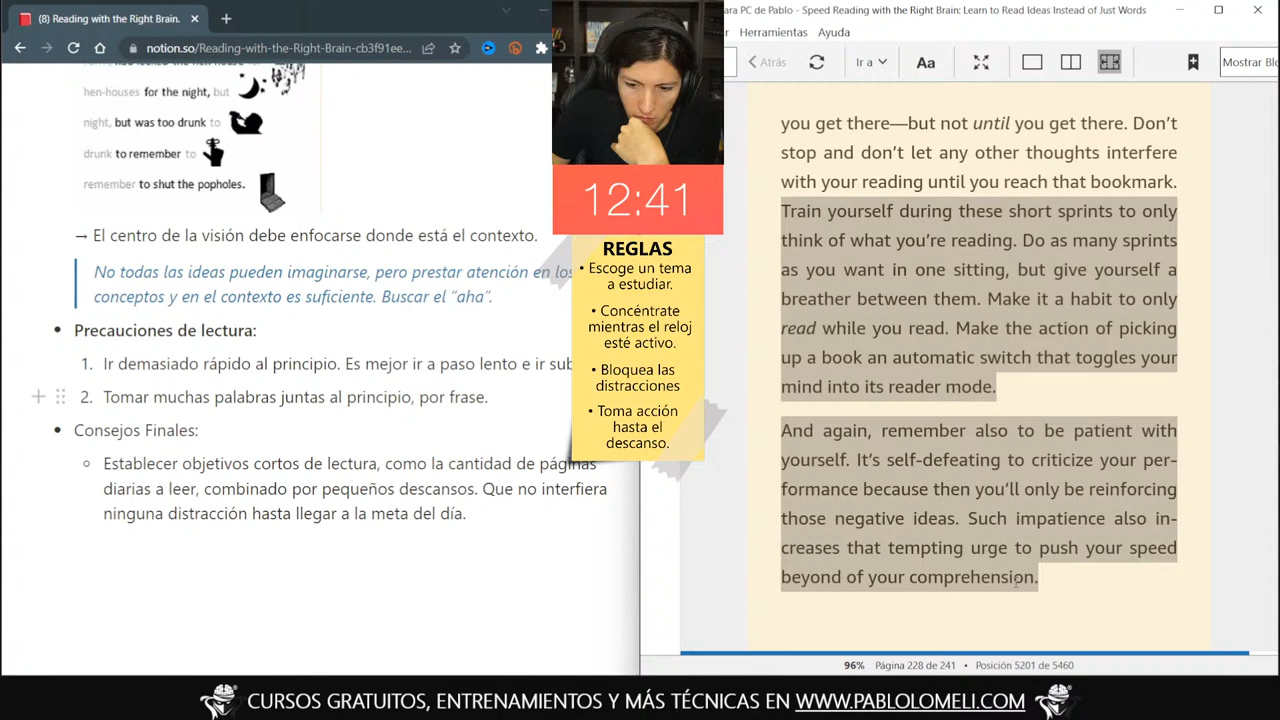 (8) Reading with the Right Brain.
notion.so/Reading-with-the-Right-Brain-cb3f91ee...
hen-houses for the night, but
night, but was too drunk to
drunk to remember to
remember to shut the popholes.
→ El centro de la visión debe enfocarse donde está el contexto.
No todas las ideas pueden imaginarse, pero prestar atención en los
conceptos y en el contexto es suficiente. Buscar el “aha”.
• Precauciones de lectura:
1. Ir demasiado rápido al principio. Es mejor ir a paso lento e ir sub
2. Tomar muchas palabras juntas al principio, por frase.
• Consejos Finales:
Establecer objetivos cortos de lectura, como la cantidad de páginas
diarias a leer, combinado por pequeños descansos. Que no interfiera
ninguna distracción hasta llegar a la meta del día.
12:41
REGLAS
• Escoge un tema
a estudiar.
• Concéntrate
mientras el reloj
esté activo.
• Bloquea las
distracciones
• Toma acción
hasta el
descanso.
ara PC de Pablo - Speed Reading with the Right Brain: Learn to Read Ideas Instead of Just Words
Herramientas Ayuda
Atrás Ir a Aa Mostrar Blo
you get there—but not until you get there. Don’t
stop and don’t let any other thoughts interfere
with your reading until you reach that bookmark.
Train yourself during these short sprints to only
think of what you’re reading. Do as many sprints
as you want in one sitting, but give yourself a
breather between them. Make it a habit to only
read while you read. Make the action of picking
up a book an automatic switch that toggles your
mind into its reader mode.
And again, remember also to be patient with
yourself. It’s self-defeating to criticize your per-
formance because then you’ll only be reinforcing
those negative ideas. Such impatience also in-
creases that tempting urge to push your speed
beyond of your comprehension.
96% Página 228 de 241 • Posición 5201 de 5460
CURSOS GRATUITOS, ENTRENAMIENTOS Y MÁS TÉCNICAS EN WWW.PABLOLOMELI.COM